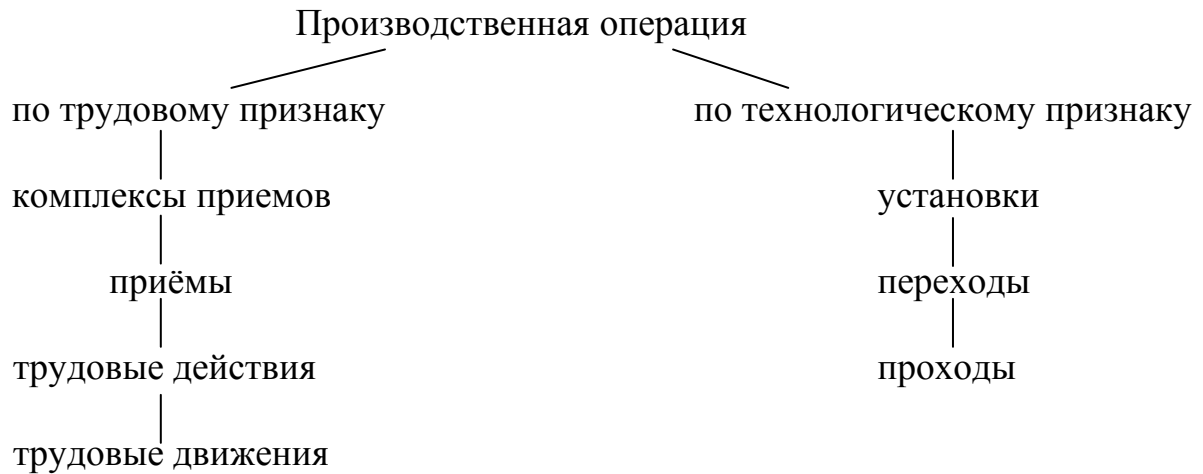 Производственная операция
по трудовому признаку по технологическому признаку
комплексы приемов установки
приёмы переходы
трудовые действия проходы
трудовые движения